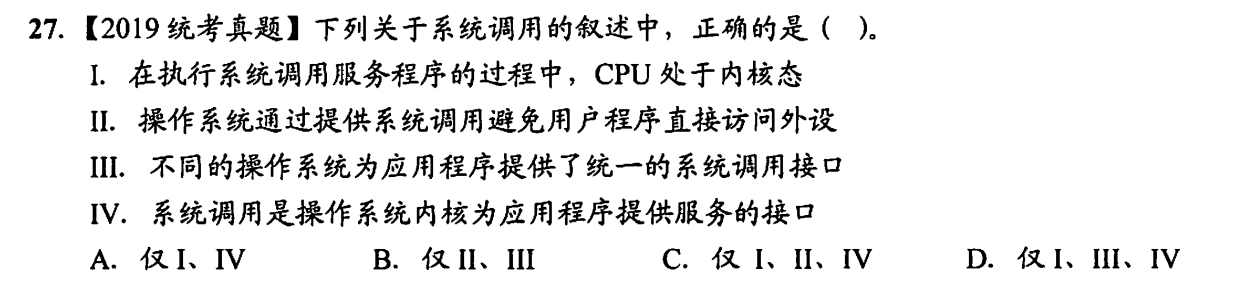 27. 【2019 统考真题】下列关于系统调用的叙述中，正确的是（ ）。
I. 在执行系统调用服务程序的过程中，CPU 处于内核态
II. 操作系统通过提供系统调用避免用户程序直接访问外设
III. 不同的操作系统为应用程序提供了统一的系统调用接口
IV. 系统调用是操作系统内核为应用程序提供服务的接口
A. 仅 I、IV B. 仅 II、III C. 仅 I、II、IV D. 仅 I、III、IV